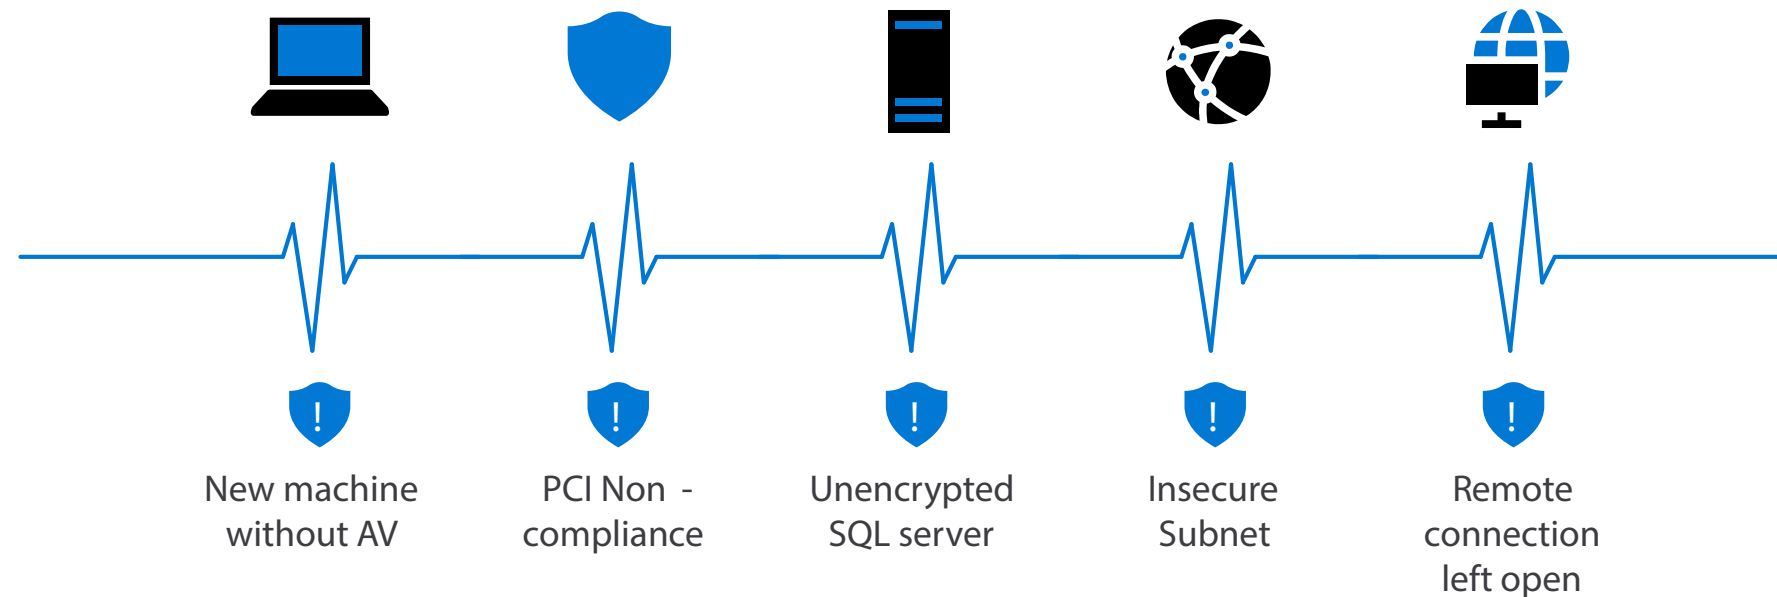 !
!
!
!
!
New machine
without AV
PCI Non -
compliance
Unencrypted
SQL server
Insecure
Subnet
Remote
connection
left open